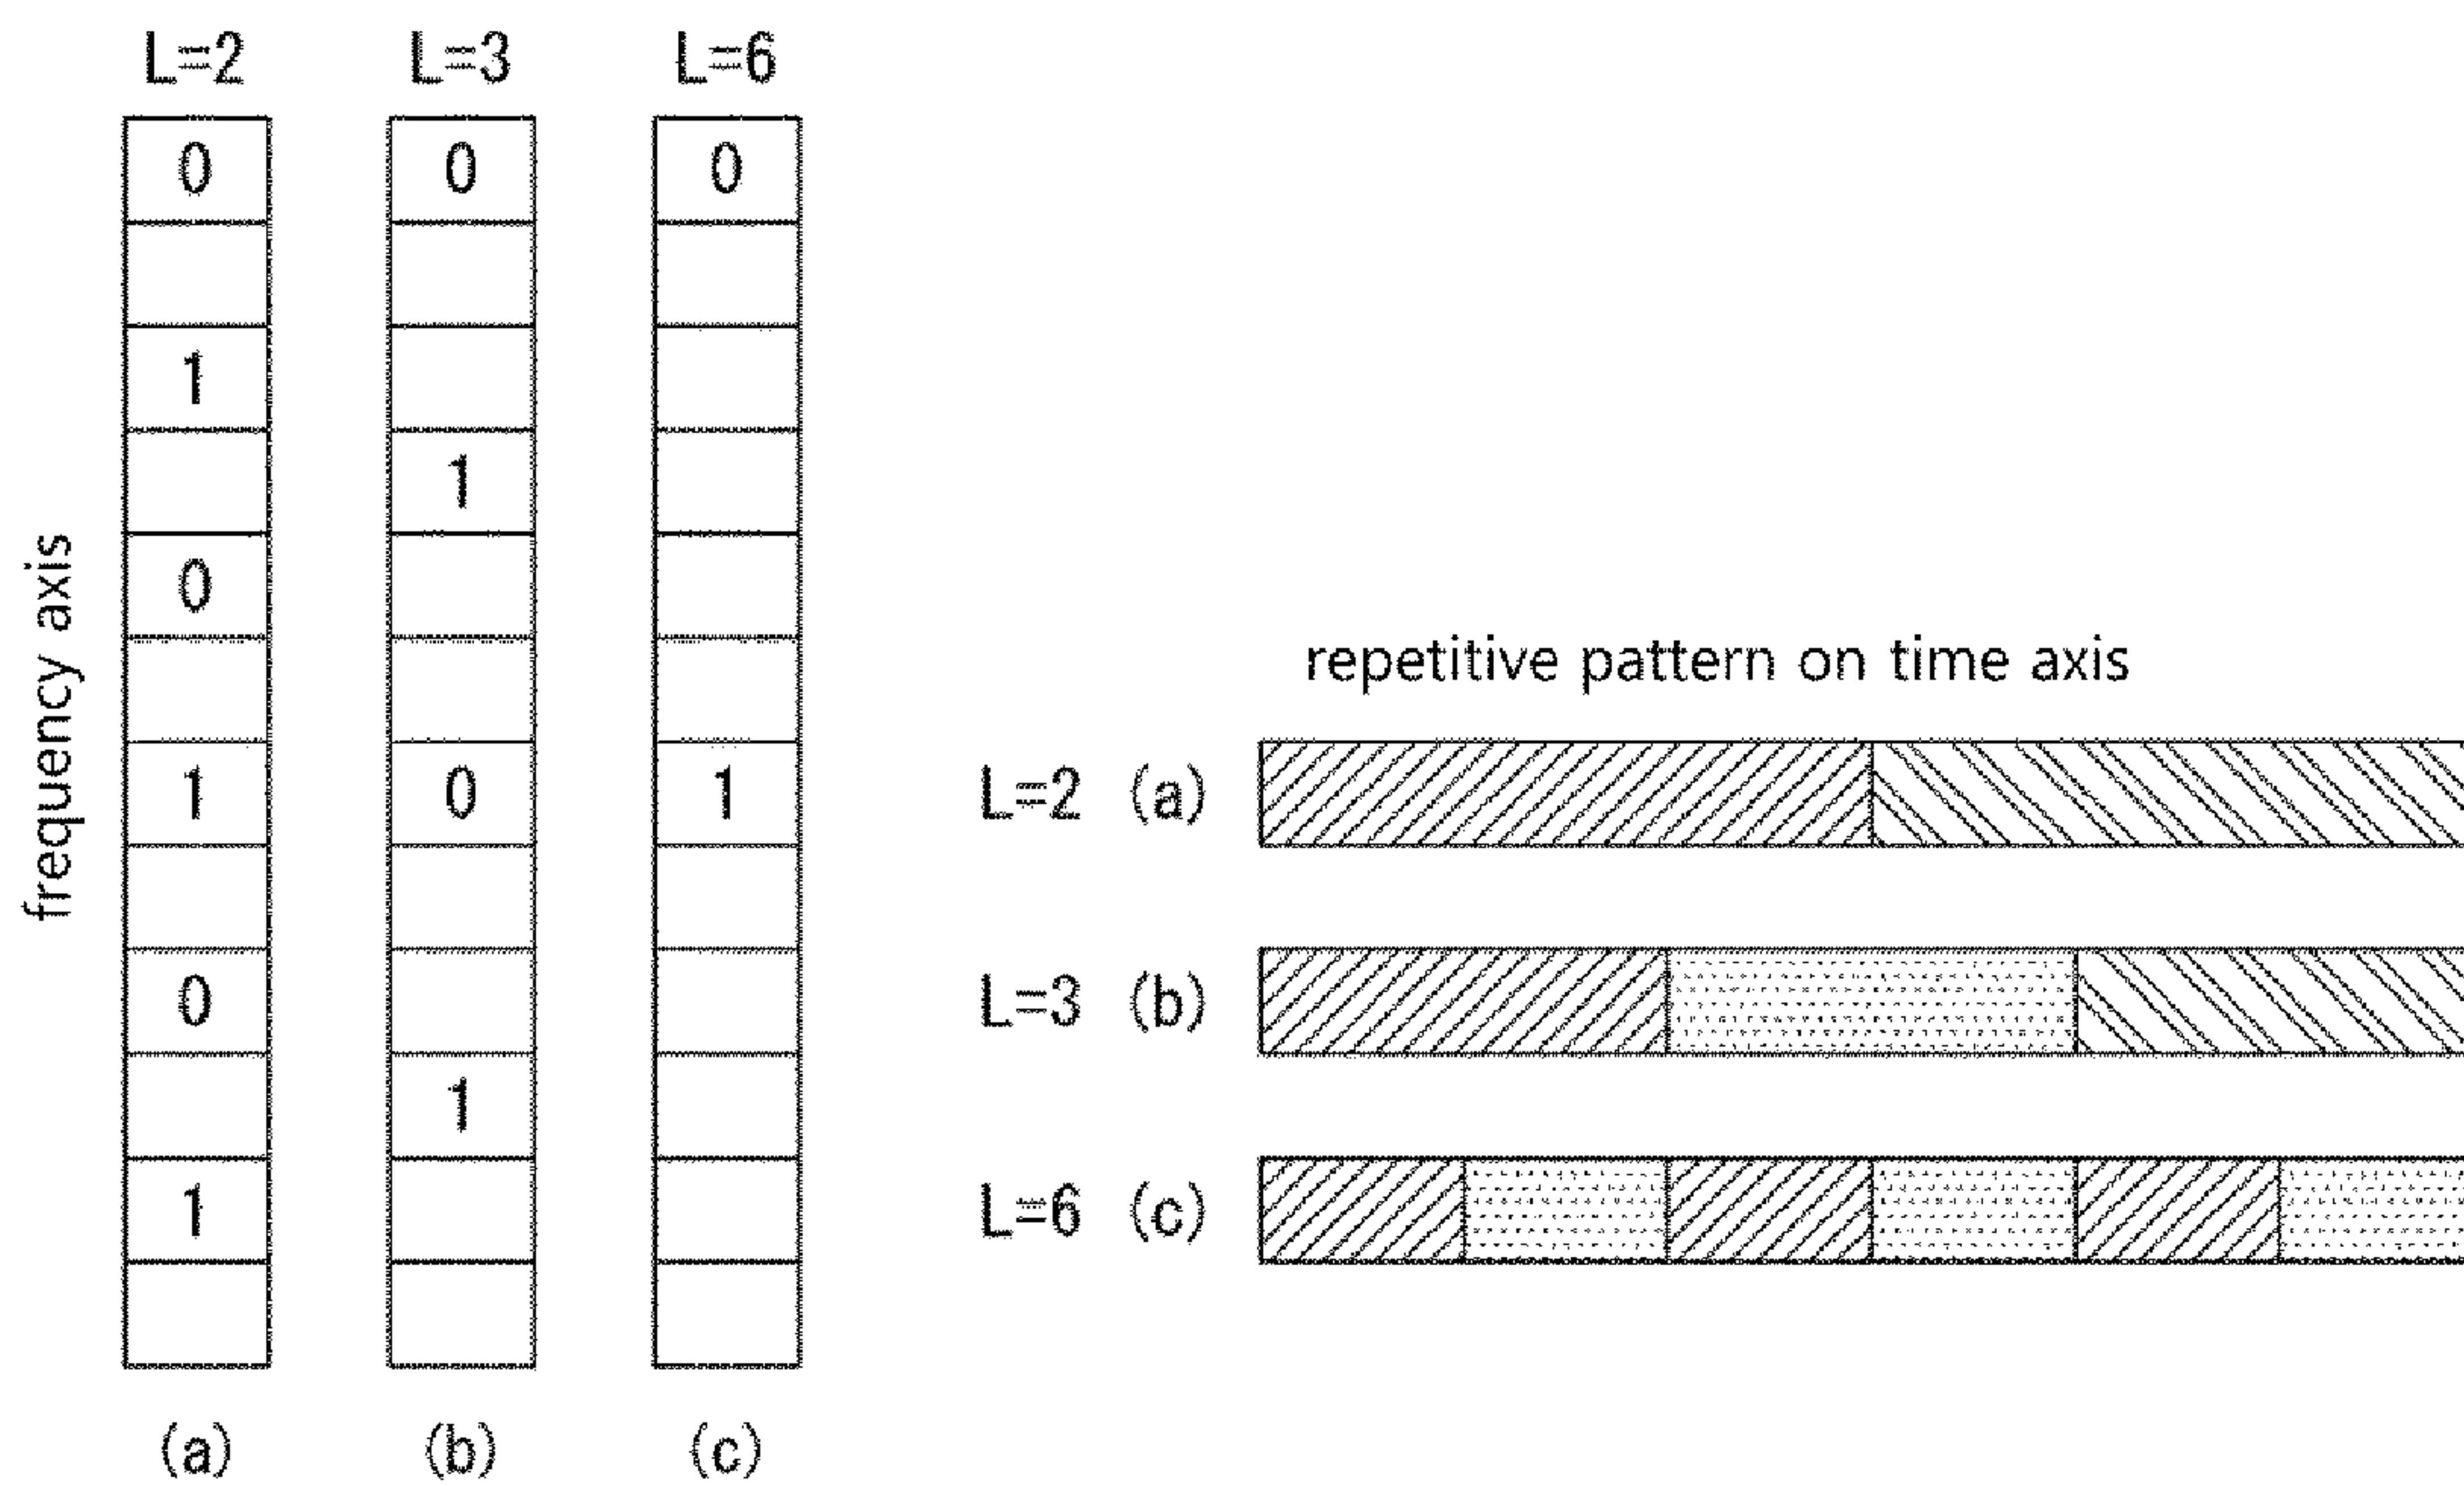 L=2 L=3 L=6
0 0 0
1
1
0
1 0 1
0
1
1
(a) (b) (c)
frequency axis
repetitive pattern on time axis
L=2 (a)
L=3 (b)
L=6 (c)